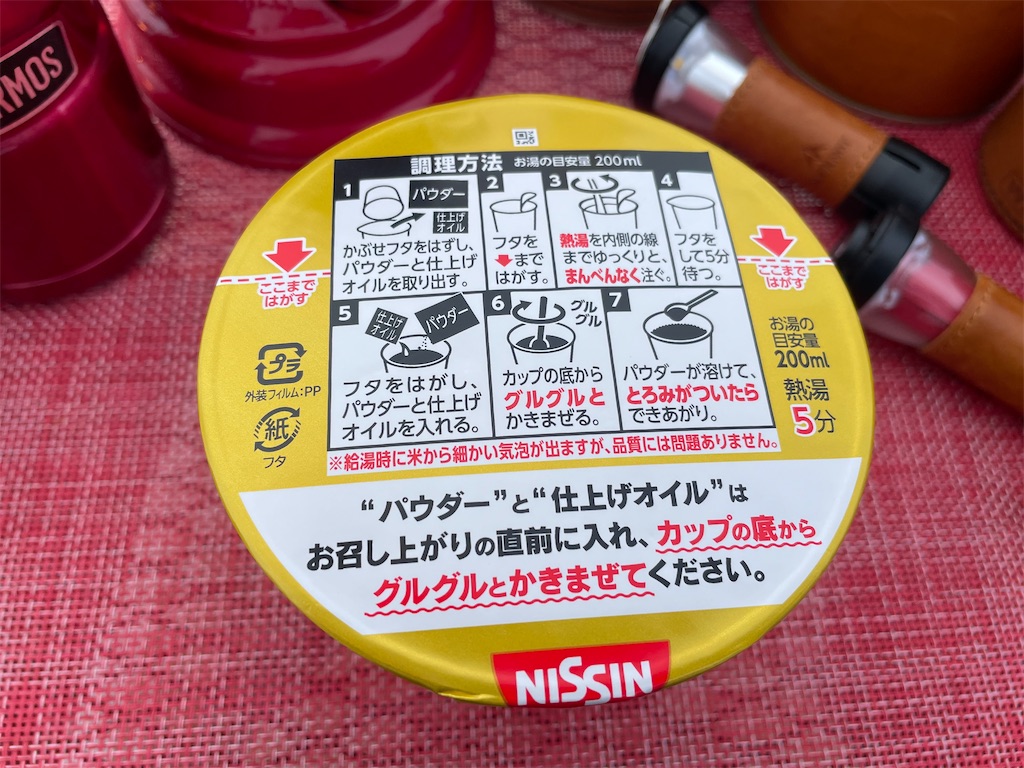 RMOS
調理方法 お湯の目安量 200ml
1
パウダー
仕上げ
オイル
かぶせフタをはずし、
パウダーと仕上げ
オイルを取り出す。
2
フタを
まで
はがす。
3
熱湯を内側の線
までゆっくりと、
まんべんなく注ぐ。
4
フタを
して5分
待つ。
ここまで
はがす
ここまで
はがす
5
仕上げ
オイル
パウダー
フタをはがし、
パウダーと仕上げ
オイルを入れる。
6
グル
グル
カップの底から
グルグルと
かきまぜる。
7
パウダーが溶けて、
とろみがついたら
できあがり。
お湯の
目安量
200ml
熱湯
5分
プラ
外装フィルム:PP
紙
フタ
※給湯時に米から細かい気泡が出ますが、品質には問題ありません。
“パウダー”と“仕上げオイル”は
お召し上がりの直前に入れ、カップの底から
グルグルとかきまぜてください。
NISSIN